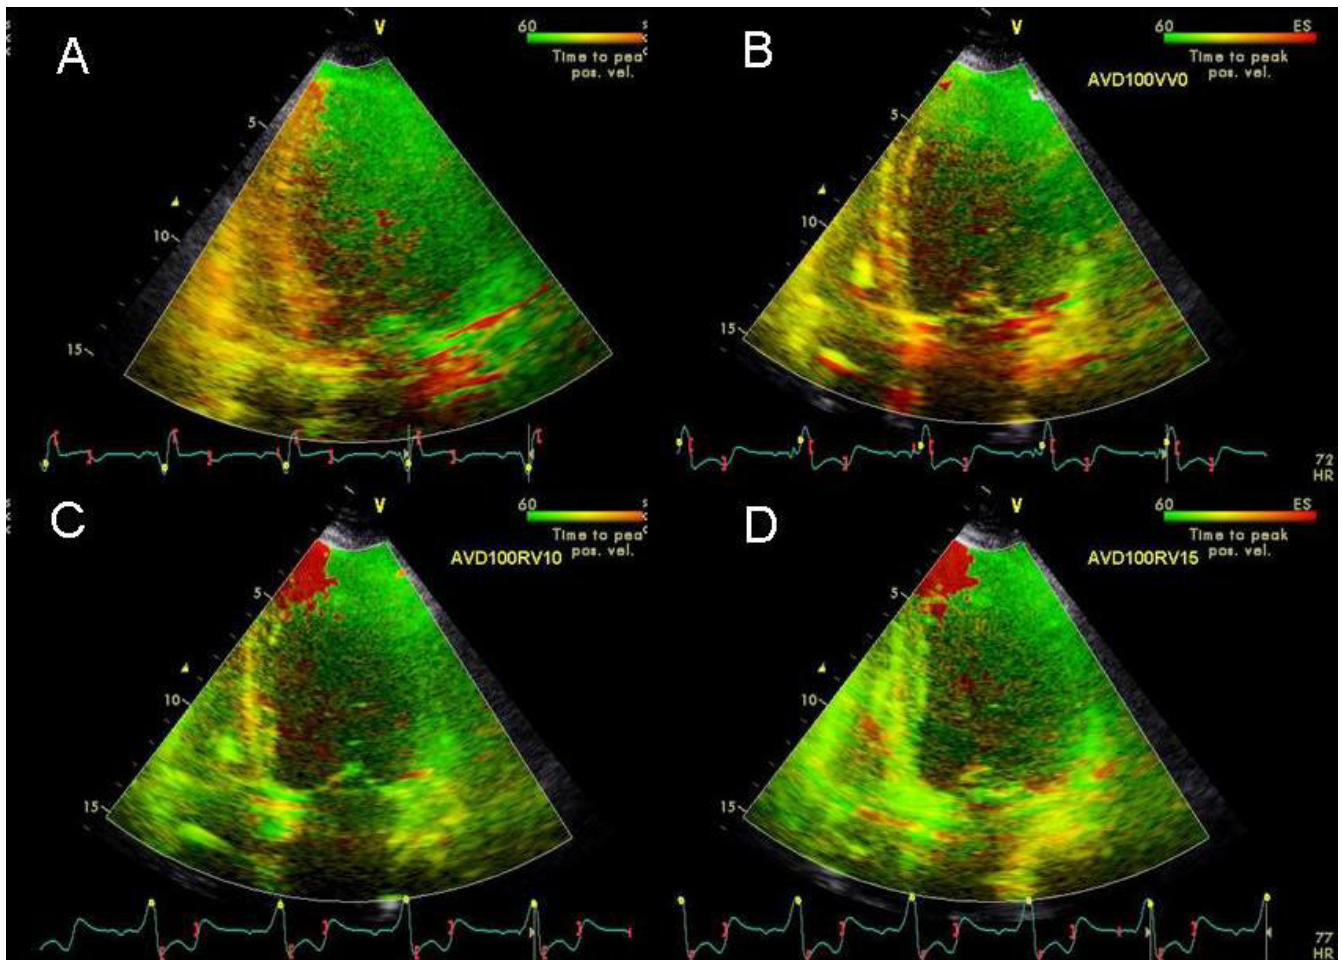 A
V
60
Time to pea
pos. vel.
5
10
15
B
V
60
ES
Time to peak
pos. vel.
AVD100VV0
5
10
15
72
HR
C
V
60
Time to pea
pos. vel.
AVD100RV10
5
10
15
D
V
60
ES
Time to peak
pos. vel.
AVD100RV15
5
10
15
77
HR